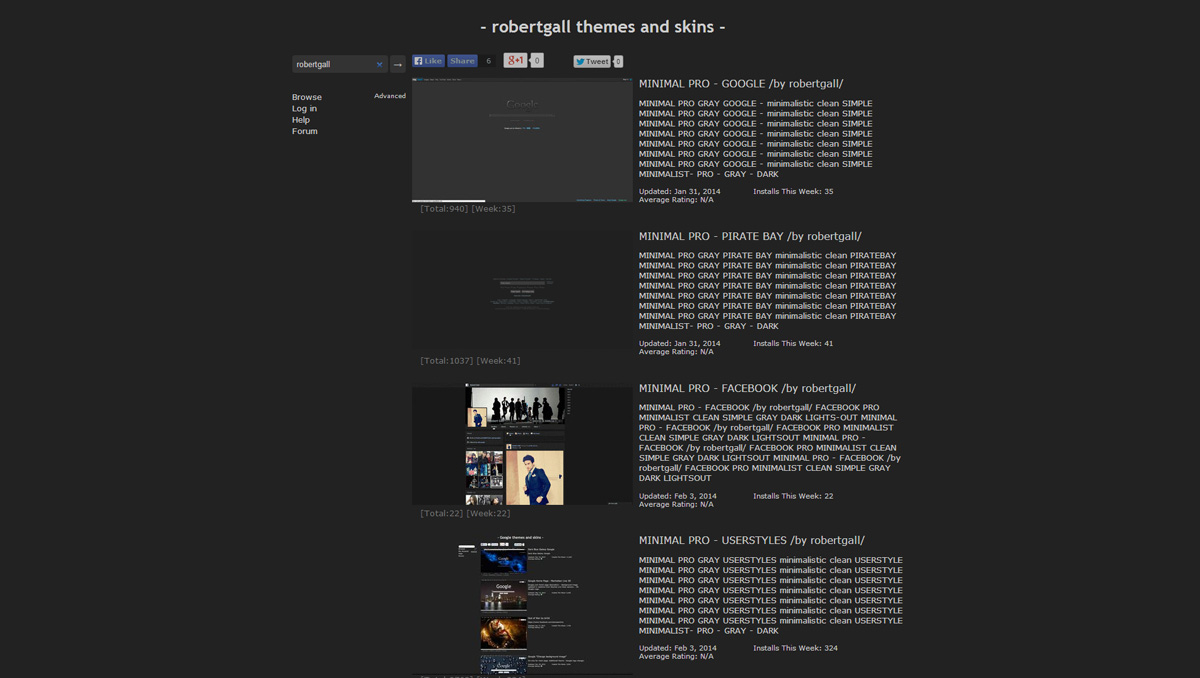 - robertgall themes and skins -
robertgall
→
Like
Share
6
g+1
0
Tweet
0
Browse
Advanced
Log in
Help
Forum
MINIMAL PRO - GOOGLE /by robertgall/
MINIMAL PRO GRAY GOOGLE - minimalistic clean SIMPLE
MINIMAL PRO GRAY GOOGLE - minimalistic clean SIMPLE
MINIMAL PRO GRAY GOOGLE - minimalistic clean SIMPLE
MINIMAL PRO GRAY GOOGLE - minimalistic clean SIMPLE
MINIMAL PRO GRAY GOOGLE - minimalistic clean SIMPLE
MINIMAL PRO GRAY GOOGLE - minimalistic clean SIMPLE
MINIMAL PRO GRAY GOOGLE - minimalistic clean SIMPLE
MINIMALIST- PRO - GRAY - DARK
Updated: Jan 31, 2014 Installs This Week: 35
Average Rating: N/A
Google
[Total:940] [Week:35]
MINIMAL PRO - PIRATE BAY /by robertgall/
MINIMAL PRO GRAY PIRATE BAY minimalistic clean PIRATEBAY
MINIMAL PRO GRAY PIRATE BAY minimalistic clean PIRATEBAY
MINIMAL PRO GRAY PIRATE BAY minimalistic clean PIRATEBAY
MINIMAL PRO GRAY PIRATE BAY minimalistic clean PIRATEBAY
MINIMAL PRO GRAY PIRATE BAY minimalistic clean PIRATEBAY
MINIMAL PRO GRAY PIRATE BAY minimalistic clean PIRATEBAY
MINIMAL PRO GRAY PIRATE BAY minimalistic clean PIRATEBAY
MINIMALIST- PRO - GRAY - DARK
Updated: Jan 31, 2014 Installs This Week: 41
Average Rating: N/A
[Total:1037] [Week:41]
MINIMAL PRO - FACEBOOK /by robertgall/
MINIMAL PRO - FACEBOOK /by robertgall/ FACEBOOK PRO
MINIMALIST CLEAN SIMPLE GRAY DARK LIGHTS-OUT MINIMAL
PRO - FACEBOOK /by robertgall/ FACEBOOK PRO MINIMALIST
CLEAN SIMPLE GRAY DARK LIGHTSOUT MINIMAL PRO -
FACEBOOK /by robertgall/ FACEBOOK PRO MINIMALIST CLEAN
SIMPLE GRAY DARK LIGHTSOUT MINIMAL PRO - FACEBOOK /by
robertgall/ FACEBOOK PRO MINIMALIST CLEAN SIMPLE GRAY
DARK LIGHTSOUT
Updated: Feb 3, 2014 Installs This Week: 22
Average Rating: N/A
[Total:22] [Week:22]
MINIMAL PRO - USERSTYLES /by robertgall/
MINIMAL PRO GRAY USERSTYLES minimalistic clean USERSTYLE
MINIMAL PRO GRAY USERSTYLES minimalistic clean USERSTYLE
MINIMAL PRO GRAY USERSTYLES minimalistic clean USERSTYLE
MINIMAL PRO GRAY USERSTYLES minimalistic clean USERSTYLE
MINIMAL PRO GRAY USERSTYLES minimalistic clean USERSTYLE
MINIMAL PRO GRAY USERSTYLES minimalistic clean USERSTYLE
MINIMAL PRO GRAY USERSTYLES minimalistic clean USERSTYLE
MINIMALIST- PRO - GRAY - DARK
Updated: Feb 3, 2014 Installs This Week: 324
Average Rating: N/A
- Google themes and skins -
Google
Google